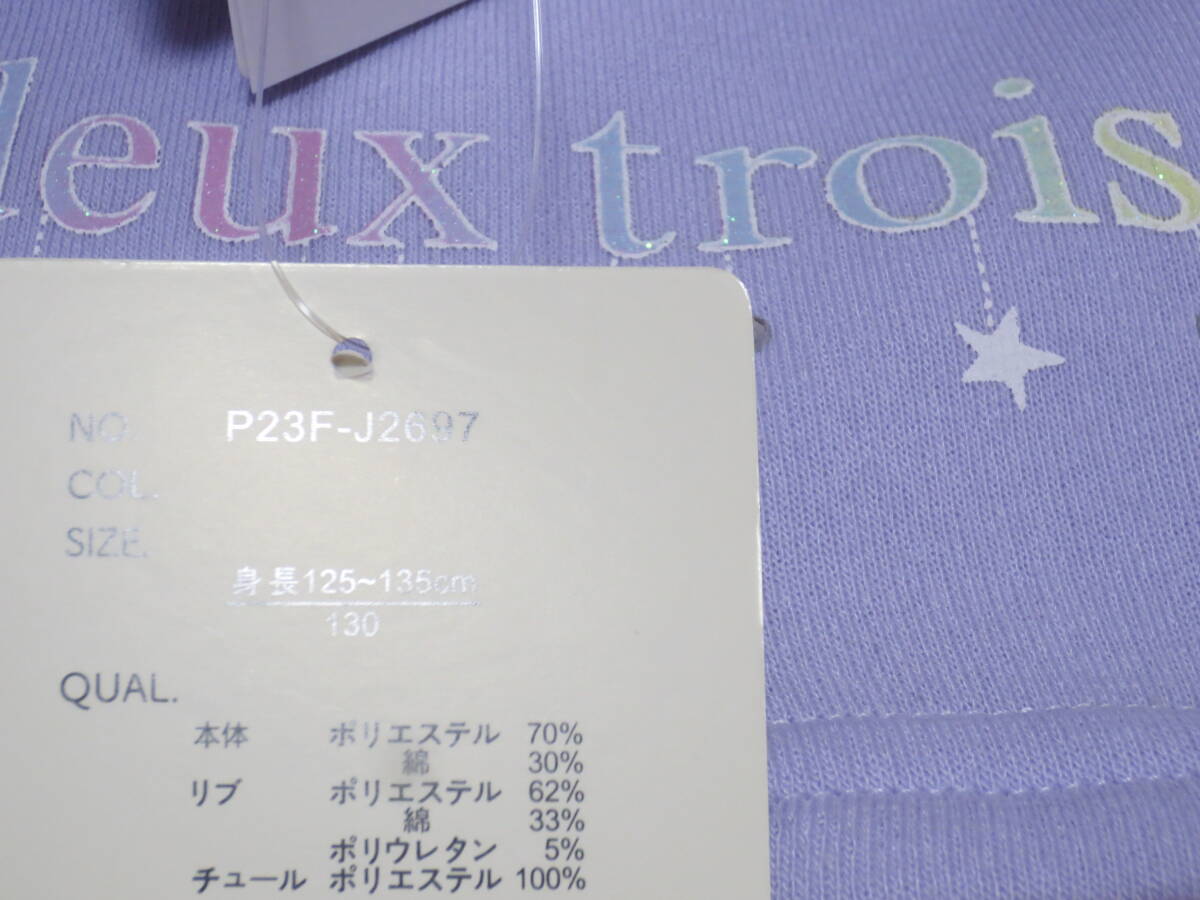 deux trois
NO. P23F-J2697
COL.
SIZE.
身長125~135cm
130
QUAL.
本体 ポリエステル 70%
綿 30%
リブ ポリエステル 62%
綿 33%
ポリウレタン 5%
チュール ポリエステル 100%